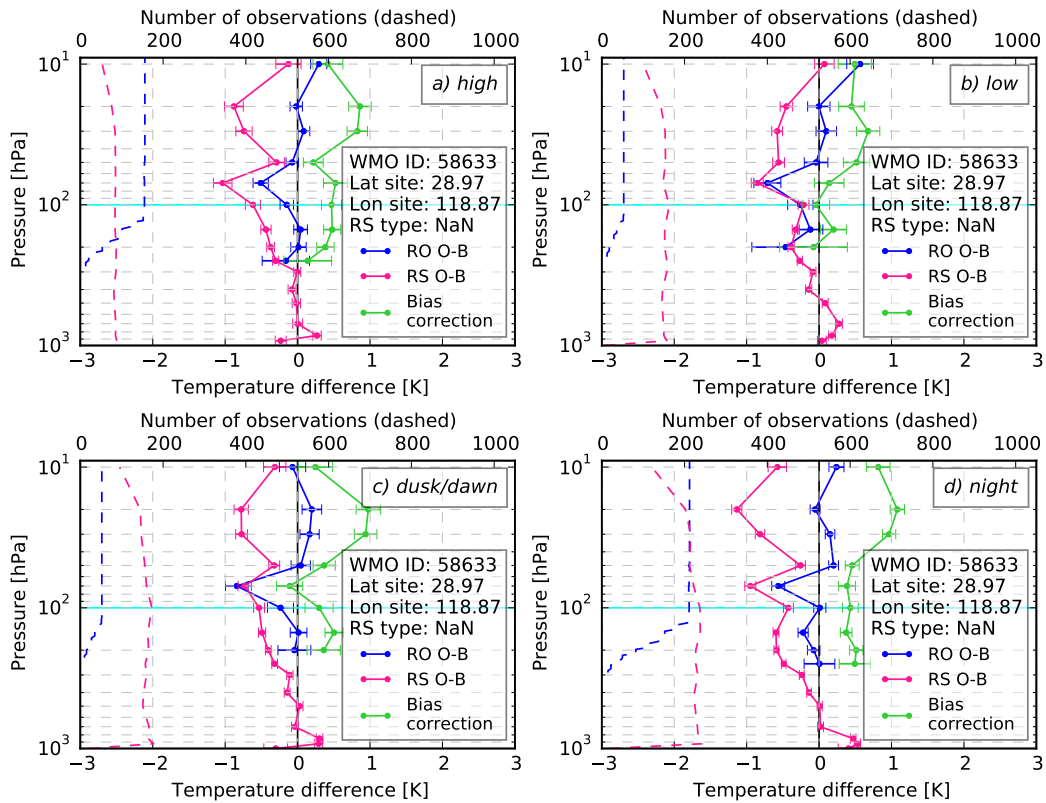 Number of observations (dashed)
0 200 400 600 800 1000
10¹
10²
10³
Pressure [hPa]
a) high
WMO ID: 58633
Lat site: 28.97
Lon site: 118.87
RS type: NaN
RO O-B
RS O-B
Bias
correction
−3 −2 −1 0 1 2 3
Temperature difference [K]
Number of observations (dashed)
0 200 400 600 800 1000
10¹
10²
10³
Pressure [hPa]
b) low
WMO ID: 58633
Lat site: 28.97
Lon site: 118.87
RS type: NaN
RO O-B
RS O-B
Bias
correction
−3 −2 −1 0 1 2 3
Temperature difference [K]
Number of observations (dashed)
0 200 400 600 800 1000
10¹
10²
10³
Pressure [hPa]
c) dusk/dawn
WMO ID: 58633
Lat site: 28.97
Lon site: 118.87
RS type: NaN
RO O-B
RS O-B
Bias
correction
−3 −2 −1 0 1 2 3
Temperature difference [K]
Number of observations (dashed)
0 200 400 600 800 1000
10¹
10²
10³
Pressure [hPa]
d) night
WMO ID: 58633
Lat site: 28.97
Lon site: 118.87
RS type: NaN
RO O-B
RS O-B
Bias
correction
−3 −2 −1 0 1 2 3
Temperature difference [K]